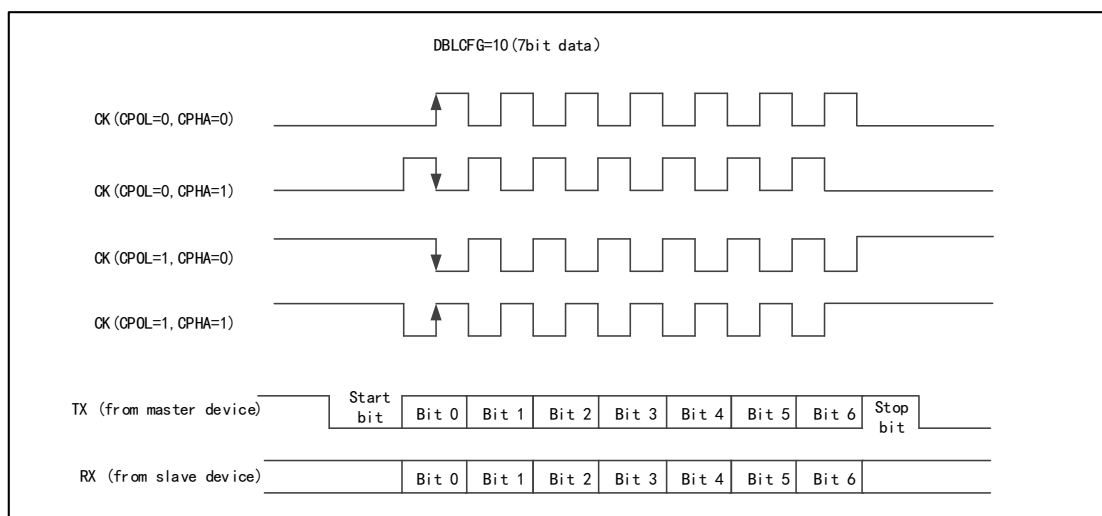 DBLCFG=10(7bit data)
CK(CPOL=0,CPHA=0)
CK(CPOL=0,CPHA=1)
CK(CPOL=1,CPHA=0)
CK(CPOL=1,CPHA=1)
TX (from master device)
Start
bit
Bit 0 Bit 1 Bit 2 Bit 3 Bit 4 Bit 5 Bit 6
Stop
bit
RX (from slave device)
Bit 0 Bit 1 Bit 2 Bit 3 Bit 4 Bit 5 Bit 6